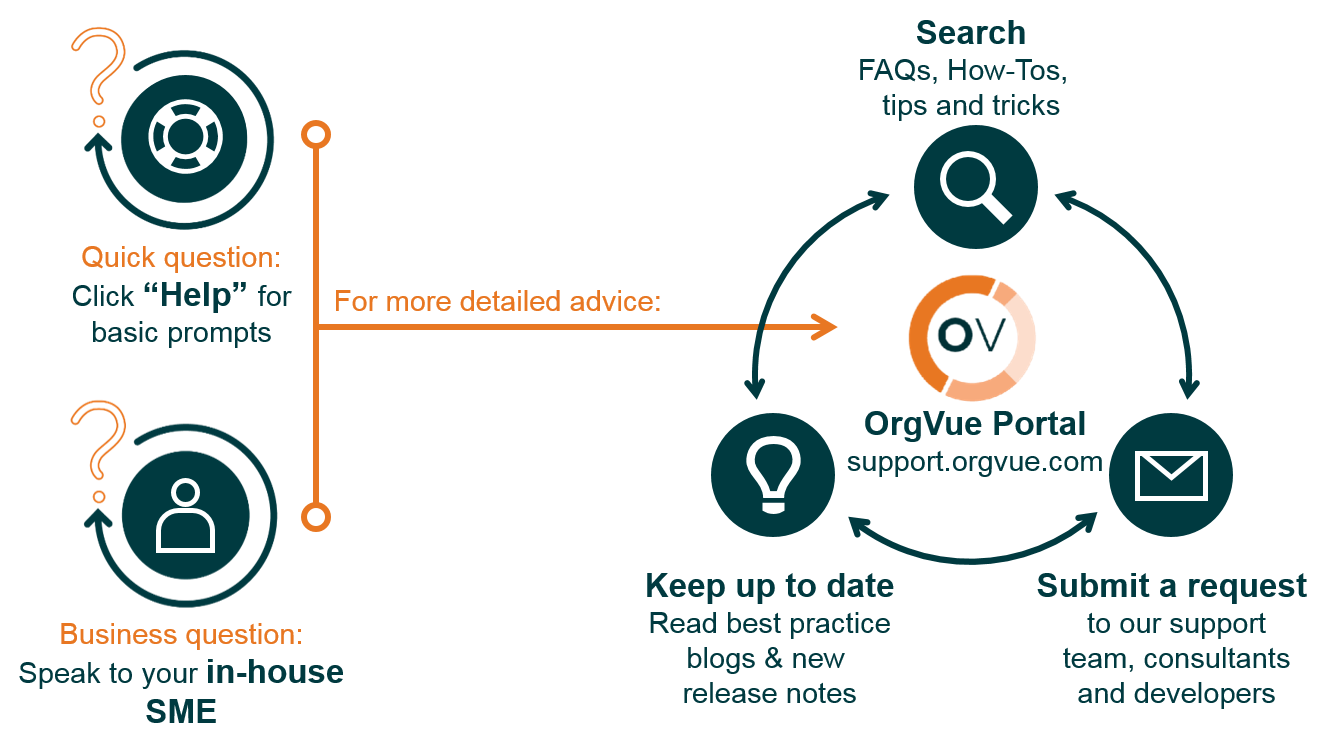 Quick question:
Click “Help” for
basic prompts
Business question:
Speak to your in-house
SME
For more detailed advice:
Search
FAQs, How-Tos,
tips and tricks
OV
OrgVue Portal
support.orgvue.com
Keep up to date
Read best practice
blogs & new
release notes
Submit a request
to our support
team, consultants
and developers